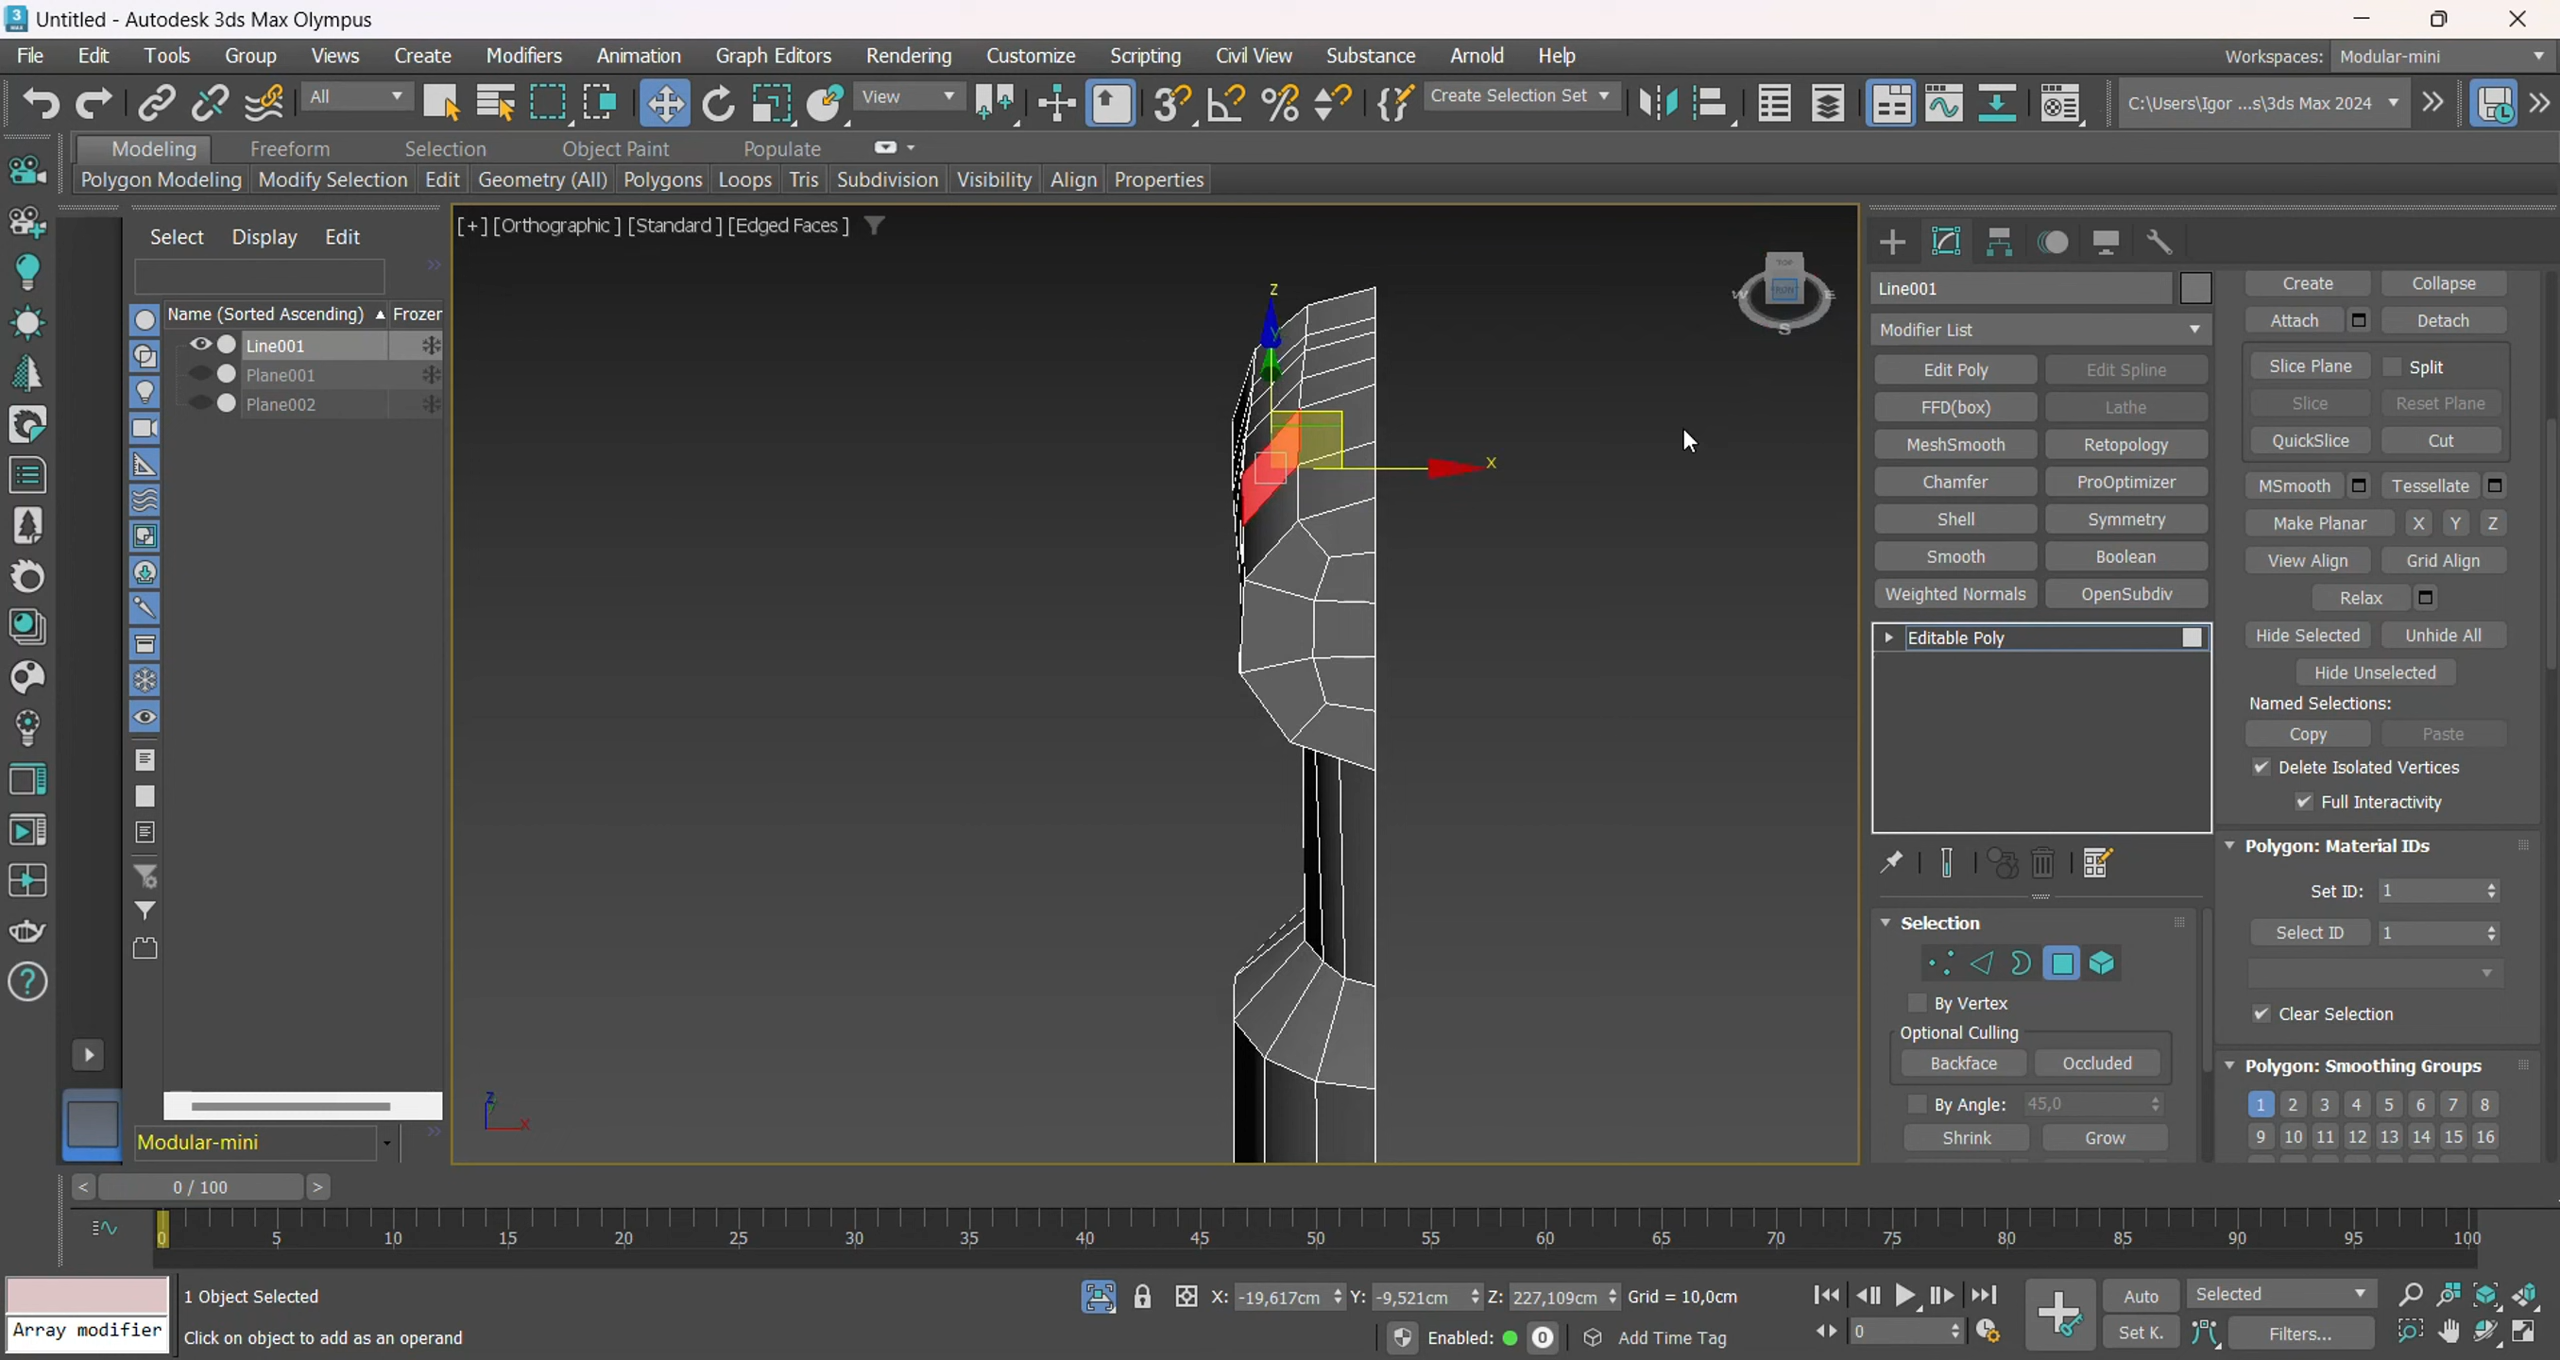 Untitled - Autodesk 3ds Max Olympus
File Edit Tools Group Views Create Modifiers Animation Graph Editors Rendering Customize Scripting Civil View Substance Arnold Help Workspaces: Modular-mini
All View Create Selection Set C:\Users\Igor ...s\3ds Max 2024
Modeling Freeform Selection Object Paint Populate
Polygon Modeling Modify Selection Edit Geometry (All) Polygons Loops Tris Subdivision Visibility Align Properties
Select Display Edit
Name (Sorted Ascending) Frozen
Line001
Plane001
Plane002
Modular-mini
[+] [Orthographic] [Standard] [Edged Faces]
TOP
FRONT
W E
S
z
x
z
x
Line001
Modifier List
Edit Poly Edit Spline
FFD(box) Lathe
MeshSmooth Retopology
Chamfer ProOptimizer
Shell Symmetry
Smooth Boolean
Weighted Normals OpenSubdiv
Editable Poly
Selection
By Vertex
Optional Culling
Backface Occluded
By Angle: 45,0
Shrink Grow
Create Collapse
Attach Detach
Slice Plane Split
Slice Reset Plane
QuickSlice Cut
MSmooth Tessellate
Make Planar X Y Z
View Align Grid Align
Relax
Hide Selected Unhide All
Hide Unselected
Named Selections:
Copy Paste
Delete Isolated Vertices
Full Interactivity
Polygon: Material IDs
Set ID: 1
Select ID 1
Clear Selection
Polygon: Smoothing Groups
1 2 3 4 5 6 7 8
9 10 11 12 13 14 15 16
< 0 / 100 >
0 5 10 15 20 25 30 35 40 45 50 55 60 65 70 75 80 85 90 95 100
1 Object Selected X: -19,617cm Y: -9,521cm Z: 227,109cm Grid = 10,0cm Auto Selected
Array modifier Click on object to add as an operand Enabled: 0 Add Time Tag 0 Set K. Filters...